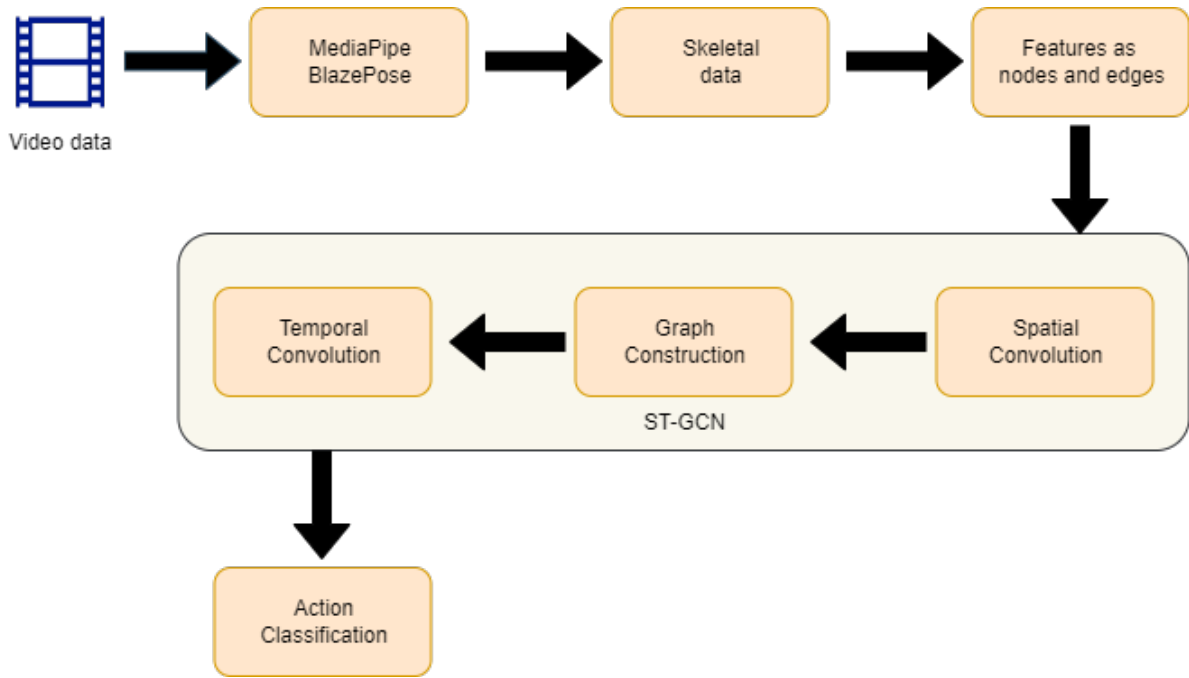 Video data
MediaPipe
BlazePose
Skeletal
data
Features as
nodes and edges
Spatial
Convolution
Graph
Construction
Temporal
Convolution
ST-GCN
Action
Classification